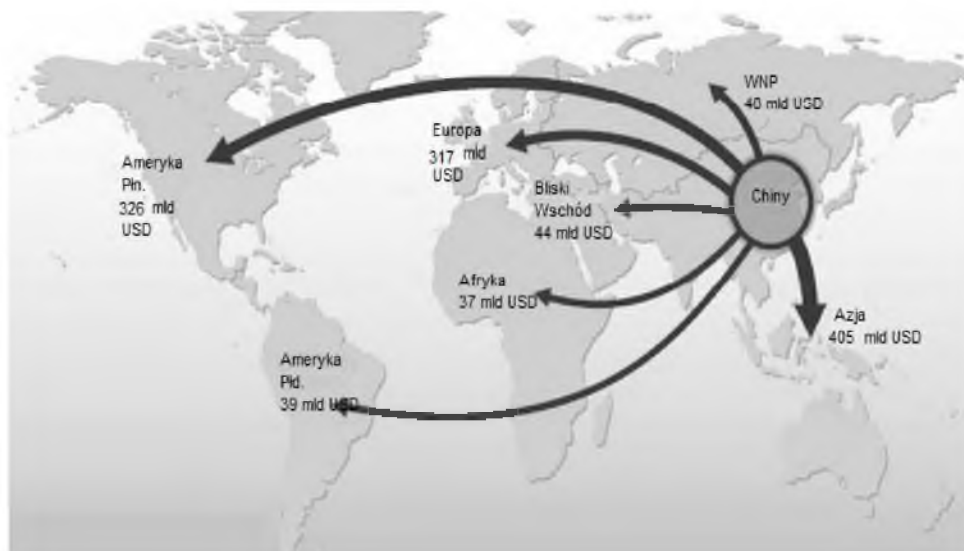 WNP
40 mld USD
Europa
317 mld
USD
Ameryka
Płn.
326 mld
USD
Bliski
Wschód
44 mld USD
Chiny
Afryka
37 mld USD
Azja
405 mld USD
Ameryka
Płd.
39 mld USD